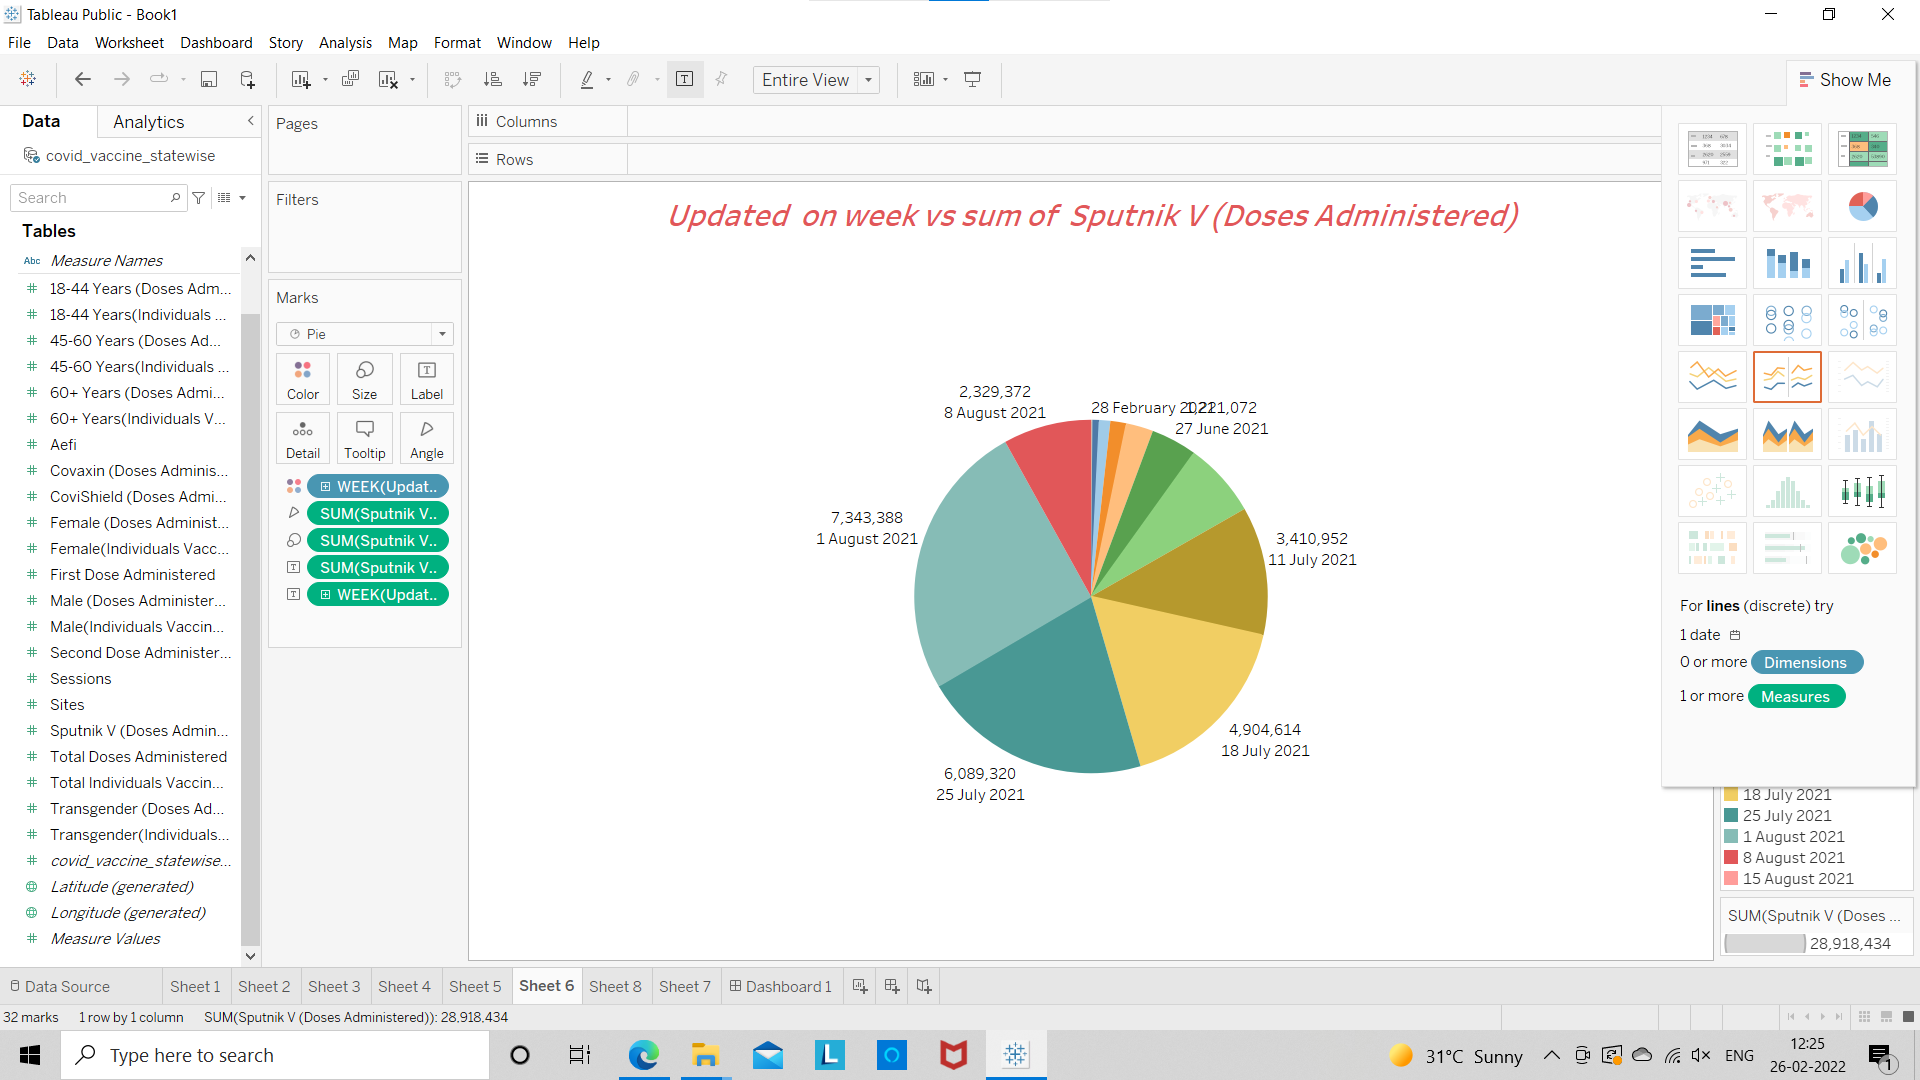 Tableau Public - Book1
File Data Worksheet Dashboard Story Analysis Map Format Window Help
Entire View
Show Me
Data Analytics
covid_vaccine_statewise
Search
Tables
Abc Measure Names
18-44 Years (Doses Adm...
18-44 Years(Individuals ...
45-60 Years (Doses Ad...
45-60 Years(Individuals ...
60+ Years (Doses Admi...
60+ Years(Individuals V...
Aefi
Covaxin (Doses Adminis...
CoviShield (Doses Admi...
Female (Doses Administ...
Female(Individuals Vacc...
First Dose Administered
Male (Doses Administer...
Male(Individuals Vaccin...
Second Dose Administer...
Sessions
Sites
Sputnik V (Doses Admin...
Total Doses Administered
Total Individuals Vaccin...
Transgender (Doses Ad...
Transgender(Individuals...
covid_vaccine_statewise...
Latitude (generated)
Longitude (generated)
Measure Values
Pages
Filters
Marks
Pie
Color Size Label
Detail Tooltip Angle
WEEK(Updat..
SUM(Sputnik V..
SUM(Sputnik V..
SUM(Sputnik V..
WEEK(Updat..
Columns
Rows
Updated on week vs sum of Sputnik V (Doses Administered)
2,329,372
8 August 2021
28 February 2021
1,221,072
27 June 2021
7,343,388
1 August 2021
3,410,952
11 July 2021
4,904,614
18 July 2021
6,089,320
25 July 2021
For lines (discrete) try
1 date
0 or more Dimensions
1 or more Measures
18 July 2021
25 July 2021
1 August 2021
8 August 2021
15 August 2021
SUM(Sputnik V (Doses ...
28,918,434
Data Source Sheet 1 Sheet 2 Sheet 3 Sheet 4 Sheet 5 Sheet 6 Sheet 8 Sheet 7 Dashboard 1
32 marks 1 row by 1 column SUM(Sputnik V (Doses Administered)): 28,918,434
Type here to search
31°C Sunny
ENG
12:25
26-02-2022
1